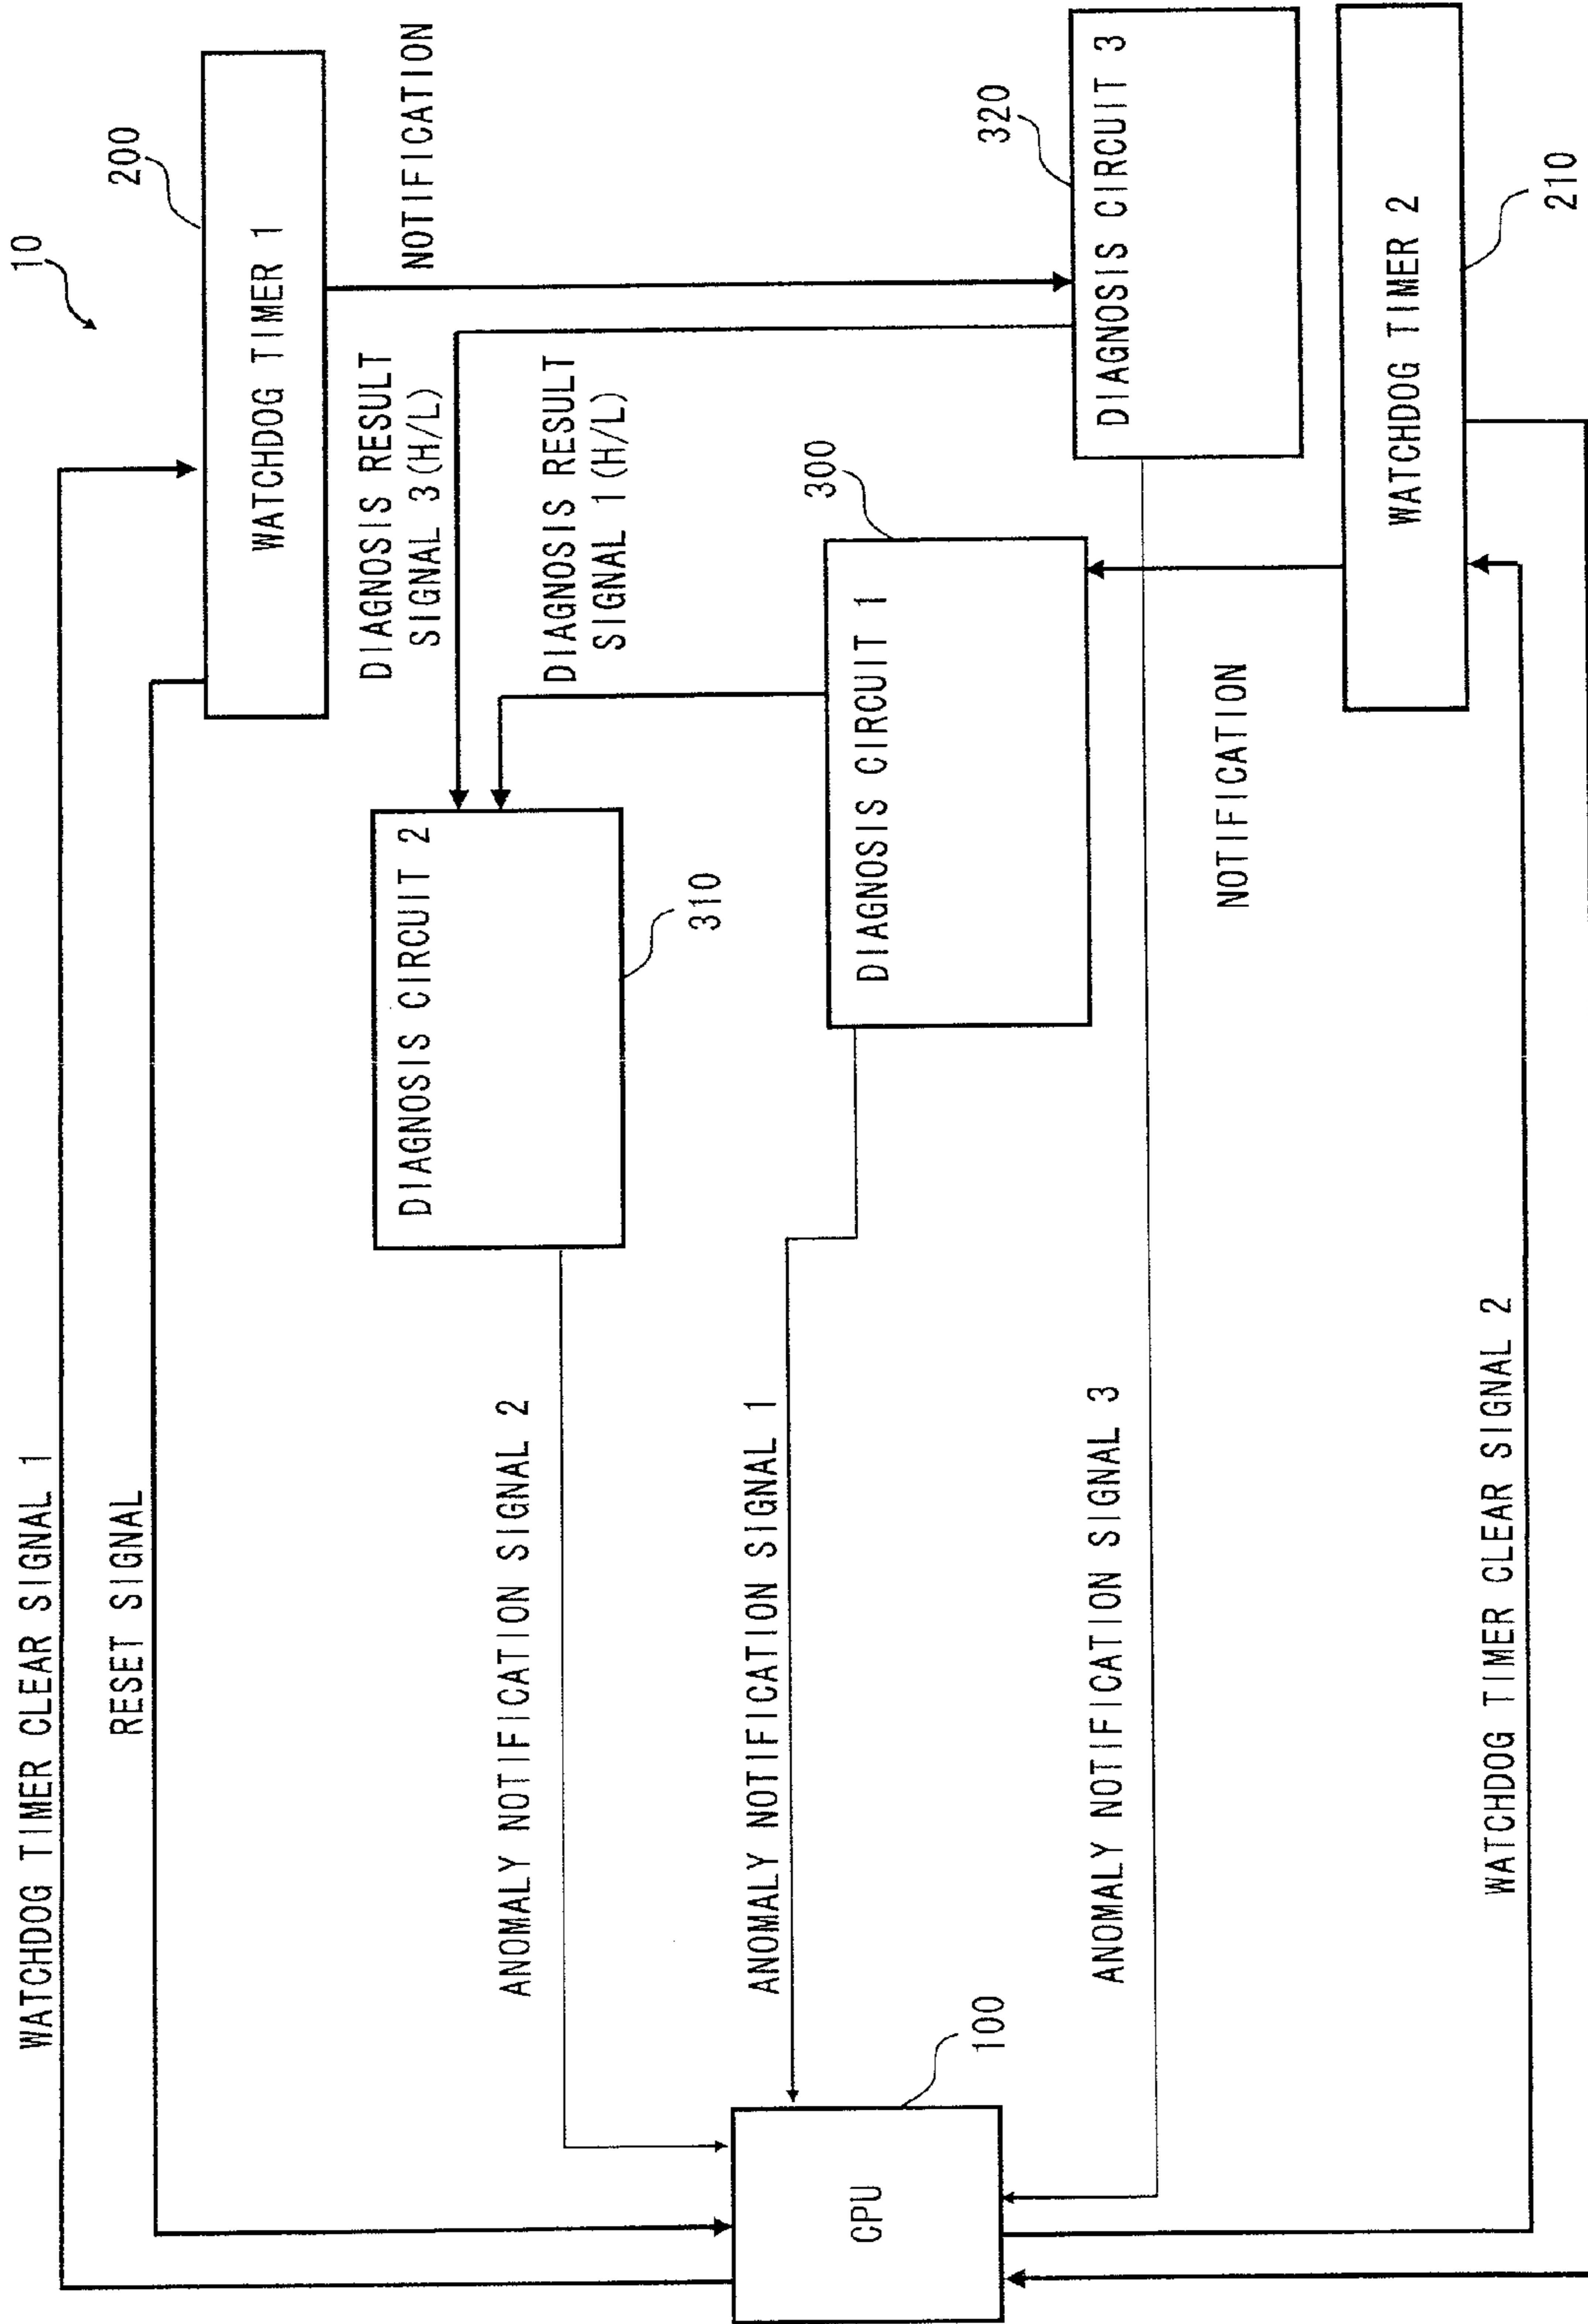 10
WATCHDOG TIMER CLEAR SIGNAL 1
RESET SIGNAL
200
WATCHDOG TIMER 1
NOTIFICATION
DIAGNOSIS RESULT
SIGNAL 3(H/L)
DIAGNOSIS RESULT
SIGNAL 1(H/L)
DIAGNOSIS CIRCUIT 2
310
ANOMALY NOTIFICATION SIGNAL 2
ANOMALY NOTIFICATION SIGNAL 1
300
DIAGNOSIS CIRCUIT 1
CPU
100
320
DIAGNOSIS CIRCUIT 3
ANOMALY NOTIFICATION SIGNAL 3
NOTIFICATION
WATCHDOG TIMER 2
210
WATCHDOG TIMER CLEAR SIGNAL 2